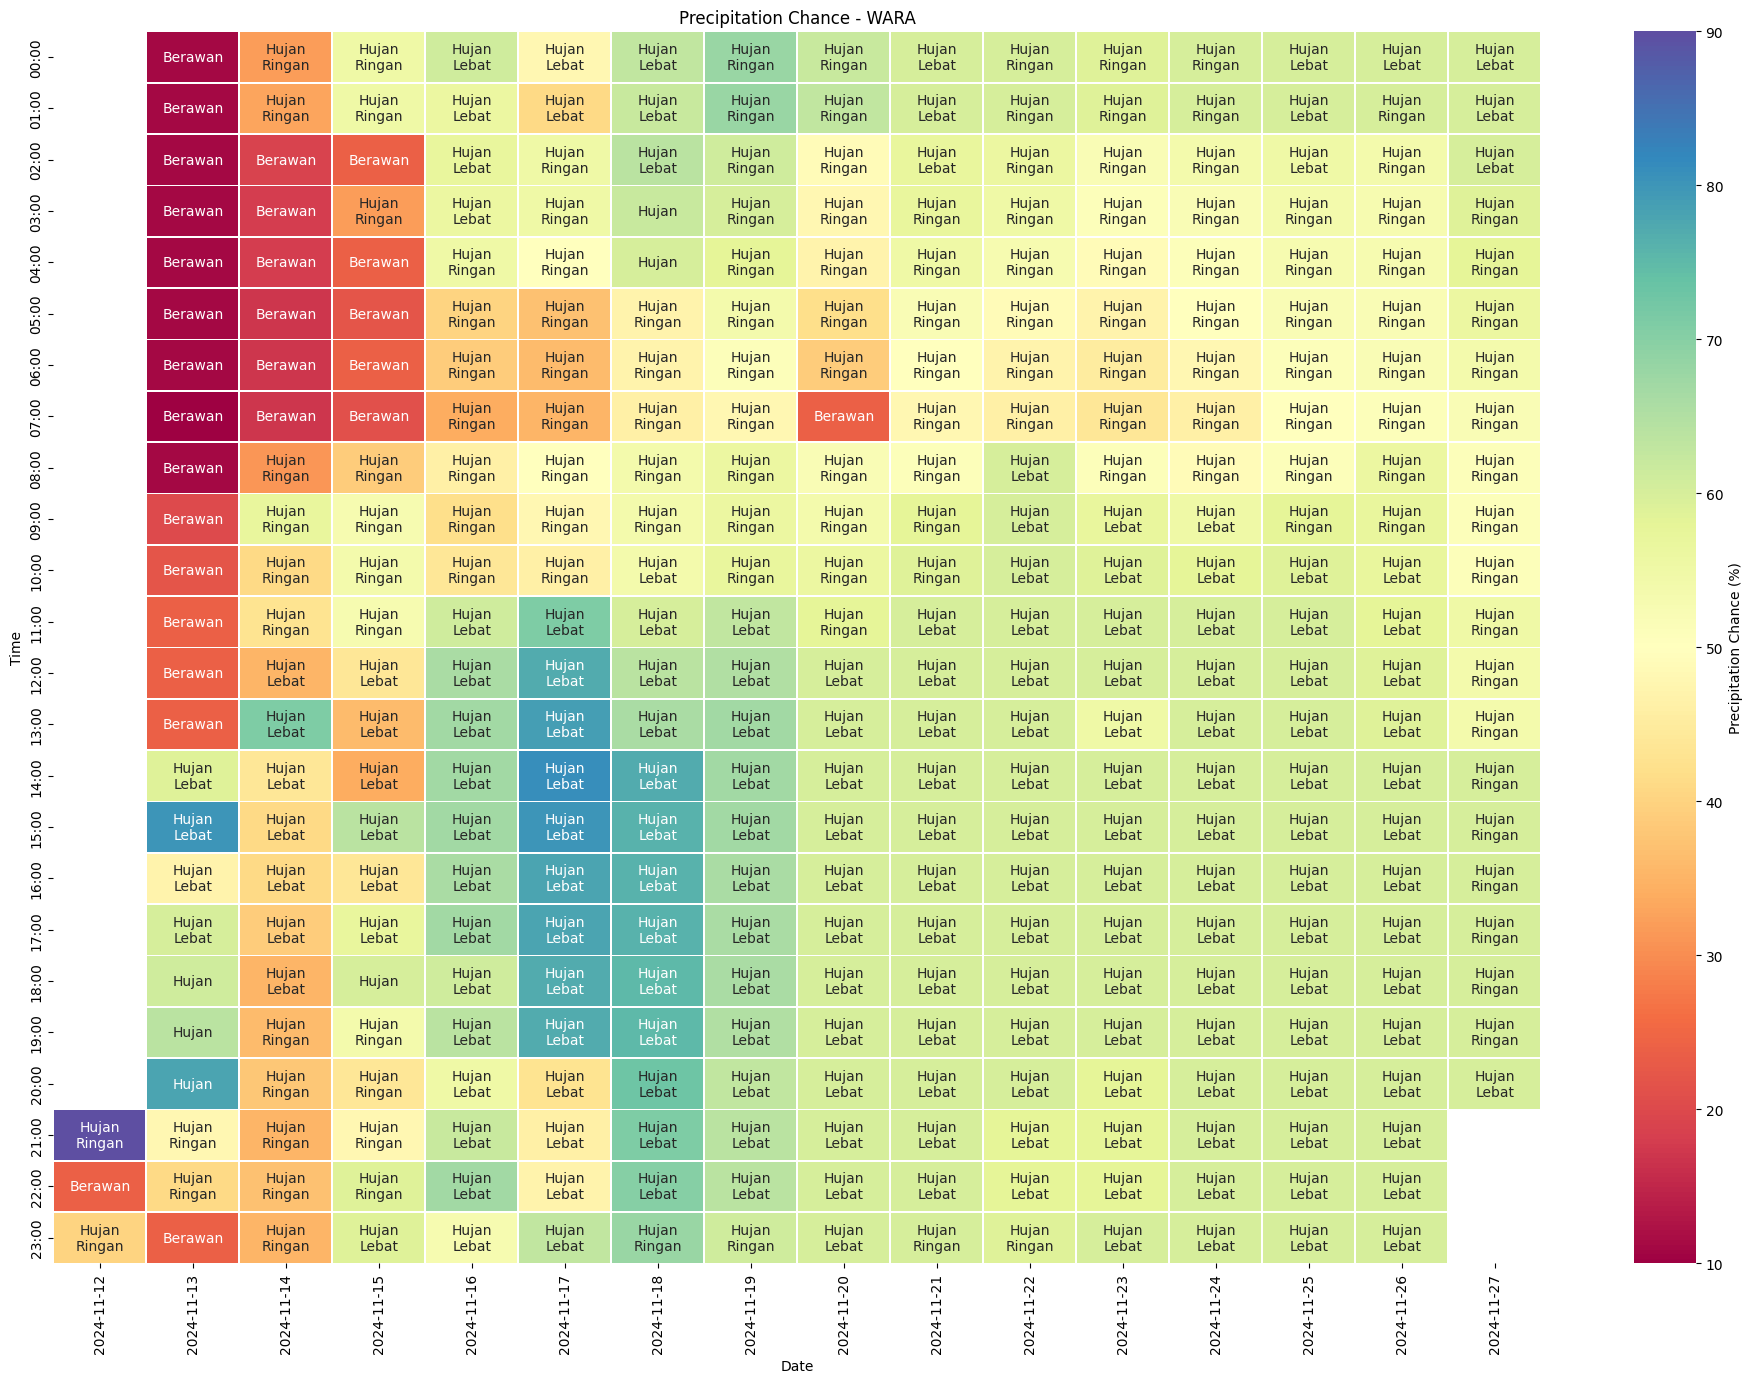 Precipitation Chance - WARA
00:00 Berawan Hujan Ringan Hujan Ringan Hujan Lebat Hujan Lebat Hujan Lebat Hujan Ringan Hujan Ringan Hujan Lebat Hujan Ringan Hujan Ringan Hujan Ringan Hujan Lebat Hujan Lebat Hujan Lebat
01:00 Berawan Hujan Ringan Hujan Ringan Hujan Lebat Hujan Lebat Hujan Lebat Hujan Ringan Hujan Ringan Hujan Lebat Hujan Ringan Hujan Ringan Hujan Ringan Hujan Lebat Hujan Ringan Hujan Lebat
02:00 Berawan Berawan Berawan Hujan Lebat Hujan Ringan Hujan Lebat Hujan Ringan Hujan Ringan Hujan Lebat Hujan Ringan Hujan Ringan Hujan Ringan Hujan Lebat Hujan Ringan Hujan Lebat
03:00 Berawan Berawan Hujan Ringan Hujan Lebat Hujan Ringan Hujan Hujan Ringan Hujan Ringan Hujan Ringan Hujan Ringan Hujan Ringan Hujan Ringan Hujan Ringan Hujan Ringan Hujan Ringan
04:00 Berawan Berawan Berawan Hujan Ringan Hujan Ringan Hujan Hujan Ringan Hujan Ringan Hujan Ringan Hujan Ringan Hujan Ringan Hujan Ringan Hujan Ringan Hujan Ringan Hujan Ringan
05:00 Berawan Berawan Berawan Hujan Ringan Hujan Ringan Hujan Ringan Hujan Ringan Hujan Ringan Hujan Ringan Hujan Ringan Hujan Ringan Hujan Ringan Hujan Ringan Hujan Ringan Hujan Ringan
06:00 Berawan Berawan Berawan Hujan Ringan Hujan Ringan Hujan Ringan Hujan Ringan Hujan Ringan Hujan Ringan Hujan Ringan Hujan Ringan Hujan Ringan Hujan Ringan Hujan Ringan Hujan Ringan
07:00 Berawan Berawan Berawan Hujan Ringan Hujan Ringan Hujan Ringan Hujan Ringan Berawan Hujan Ringan Hujan Ringan Hujan Ringan Hujan Ringan Hujan Ringan Hujan Ringan Hujan Ringan
08:00 Berawan Hujan Ringan Hujan Ringan Hujan Ringan Hujan Ringan Hujan Ringan Hujan Ringan Hujan Ringan Hujan Ringan Hujan Lebat Hujan Ringan Hujan Ringan Hujan Ringan Hujan Ringan Hujan Ringan
09:00 Berawan Hujan Ringan Hujan Ringan Hujan Ringan Hujan Ringan Hujan Ringan Hujan Ringan Hujan Ringan Hujan Ringan Hujan Lebat Hujan Lebat Hujan Lebat Hujan Ringan Hujan Ringan Hujan Ringan
10:00 Berawan Hujan Ringan Hujan Ringan Hujan Ringan Hujan Ringan Hujan Lebat Hujan Ringan Hujan Ringan Hujan Ringan Hujan Lebat Hujan Lebat Hujan Lebat Hujan Lebat Hujan Lebat Hujan Ringan
11:00 Berawan Hujan Ringan Hujan Ringan Hujan Lebat Hujan Lebat Hujan Lebat Hujan Lebat Hujan Ringan Hujan Lebat Hujan Lebat Hujan Lebat Hujan Lebat Hujan Lebat Hujan Lebat Hujan Ringan
12:00 Berawan Hujan Lebat Hujan Lebat Hujan Lebat Hujan Lebat Hujan Lebat Hujan Lebat Hujan Lebat Hujan Lebat Hujan Lebat Hujan Lebat Hujan Lebat Hujan Lebat Hujan Lebat Hujan Ringan
13:00 Berawan Hujan Lebat Hujan Lebat Hujan Lebat Hujan Lebat Hujan Lebat Hujan Lebat Hujan Lebat Hujan Lebat Hujan Lebat Hujan Lebat Hujan Lebat Hujan Lebat Hujan Lebat Hujan Ringan
14:00 Hujan Lebat Hujan Lebat Hujan Lebat Hujan Lebat Hujan Lebat Hujan Lebat Hujan Lebat Hujan Lebat Hujan Lebat Hujan Lebat Hujan Lebat Hujan Lebat Hujan Lebat Hujan Lebat Hujan Ringan
15:00 Hujan Lebat Hujan Lebat Hujan Lebat Hujan Lebat Hujan Lebat Hujan Lebat Hujan Lebat Hujan Lebat Hujan Lebat Hujan Lebat Hujan Lebat Hujan Lebat Hujan Lebat Hujan Lebat Hujan Ringan
16:00 Hujan Lebat Hujan Lebat Hujan Lebat Hujan Lebat Hujan Lebat Hujan Lebat Hujan Lebat Hujan Lebat Hujan Lebat Hujan Lebat Hujan Lebat Hujan Lebat Hujan Lebat Hujan Lebat Hujan Ringan
17:00 Hujan Lebat Hujan Lebat Hujan Lebat Hujan Lebat Hujan Lebat Hujan Lebat Hujan Lebat Hujan Lebat Hujan Lebat Hujan Lebat Hujan Lebat Hujan Lebat Hujan Lebat Hujan Lebat Hujan Ringan
18:00 Hujan Hujan Lebat Hujan Hujan Lebat Hujan Lebat Hujan Lebat Hujan Lebat Hujan Lebat Hujan Lebat Hujan Lebat Hujan Lebat Hujan Lebat Hujan Lebat Hujan Lebat Hujan Ringan
19:00 Hujan Hujan Ringan Hujan Ringan Hujan Lebat Hujan Lebat Hujan Lebat Hujan Lebat Hujan Lebat Hujan Lebat Hujan Lebat Hujan Lebat Hujan Lebat Hujan Lebat Hujan Lebat Hujan Ringan
20:00 Hujan Hujan Ringan Hujan Ringan Hujan Lebat Hujan Lebat Hujan Lebat Hujan Lebat Hujan Lebat Hujan Lebat Hujan Lebat Hujan Lebat Hujan Lebat Hujan Lebat Hujan Lebat Hujan Lebat
21:00 Hujan Ringan Hujan Ringan Hujan Ringan Hujan Ringan Hujan Lebat Hujan Lebat Hujan Lebat Hujan Lebat Hujan Lebat Hujan Lebat Hujan Lebat Hujan Lebat Hujan Lebat Hujan Lebat Hujan Lebat
22:00 Berawan Hujan Ringan Hujan Ringan Hujan Ringan Hujan Lebat Hujan Lebat Hujan Lebat Hujan Lebat Hujan Lebat Hujan Lebat Hujan Lebat Hujan Lebat Hujan Lebat Hujan Lebat Hujan Lebat
23:00 Hujan Ringan Berawan Hujan Ringan Hujan Lebat Hujan Lebat Hujan Lebat Hujan Ringan Hujan Ringan Hujan Lebat Hujan Ringan Hujan Ringan Hujan Lebat Hujan Lebat Hujan Lebat Hujan Lebat
Time
2024-11-12 2024-11-13 2024-11-14 2024-11-15 2024-11-16 2024-11-17 2024-11-18 2024-11-19 2024-11-20 2024-11-21 2024-11-22 2024-11-23 2024-11-24 2024-11-25 2024-11-26 2024-11-27
Date
90
80
70
60
50
40
30
20
10
Precipitation Chance (%)